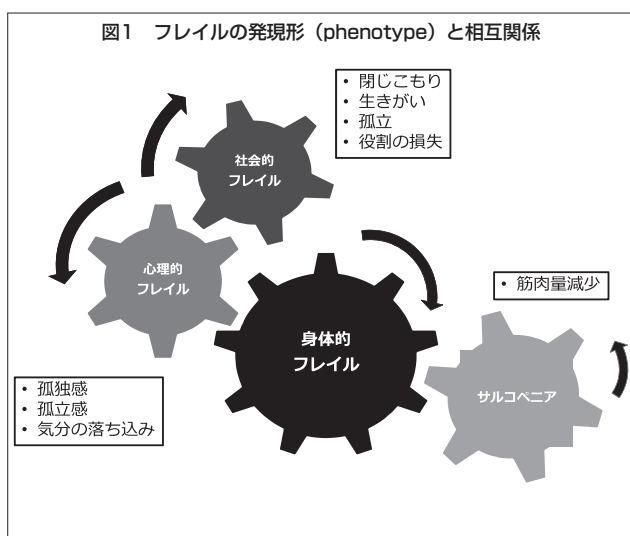 図1 フレイルの発現形（phenotype）と相互関係
• 閉じこもり
• 生きがい
• 孤立
• 役割の損失
社会的
フレイル
心理的
フレイル
• 筋肉量減少
身体的
フレイル
サルコペニア
• 孤独感
• 孤立感
• 気分の落ち込み